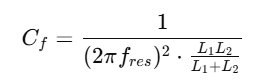 C_f = \frac{1}{(2\pi f_{res})^2 \cdot \frac{L_1 L_2}{L_1 + L_2}}